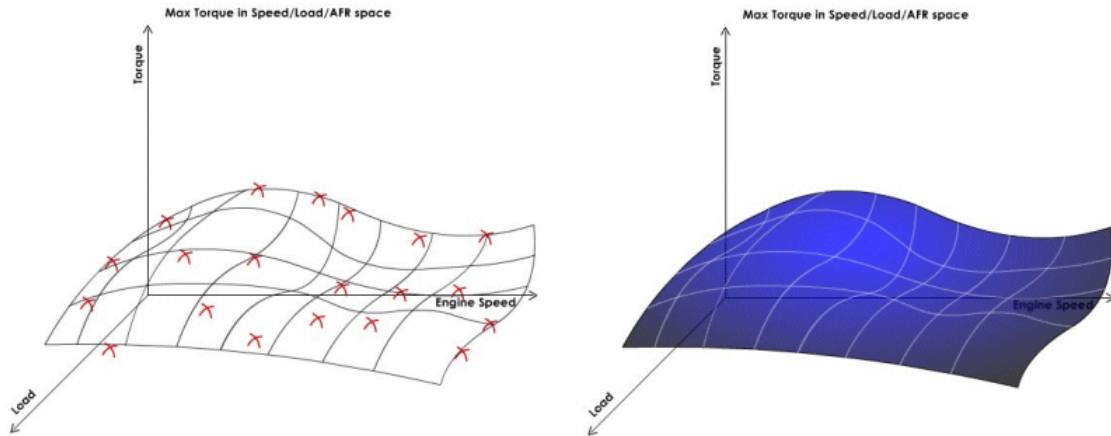 Max Torque in Speed/Load/AFR space
Torque
Engine Speed
Load
Max Torque in Speed/Load/AFR space
Torque
Engine Speed
Load